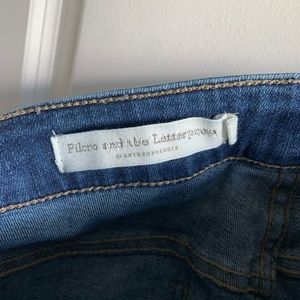 Pilcro and the Letterpress
by ANTHROPOLOGIE